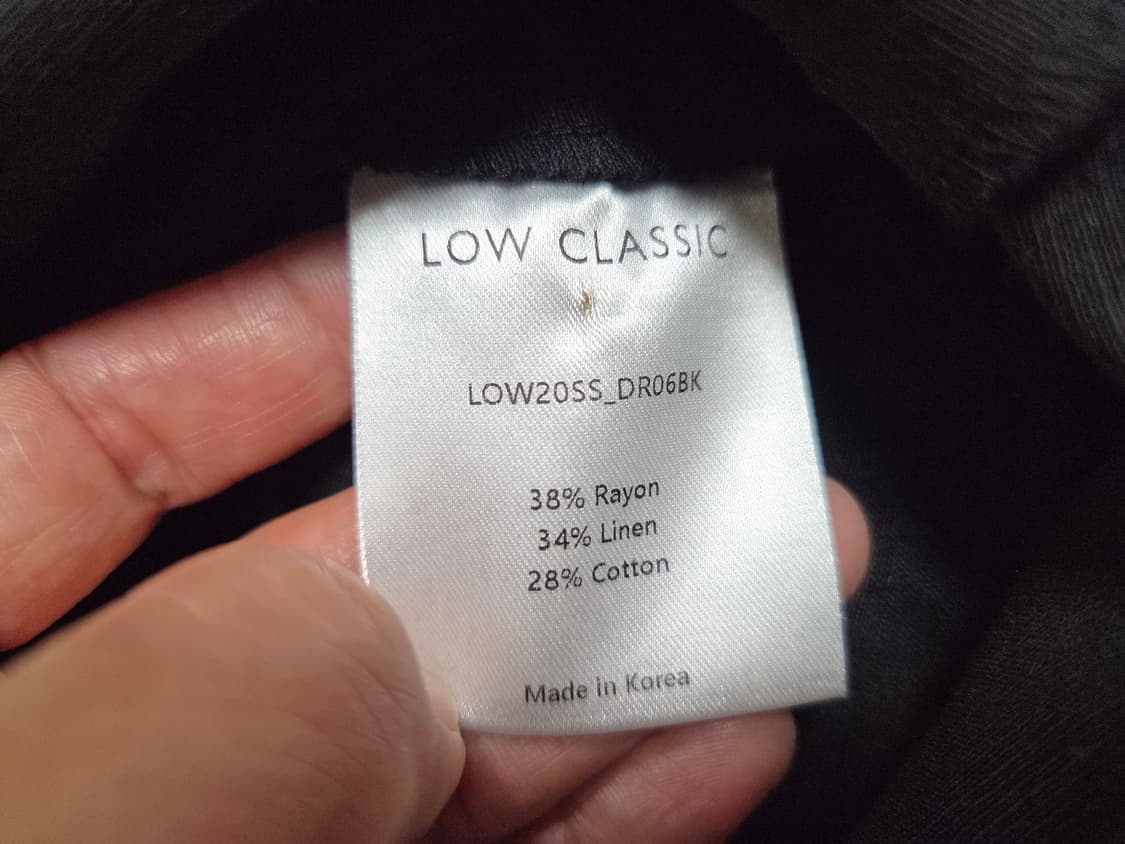 LOW CLASSIC
LOW20SS_DR06BK
38% Rayon
34% Linen
28% Cotton
Made in Korea